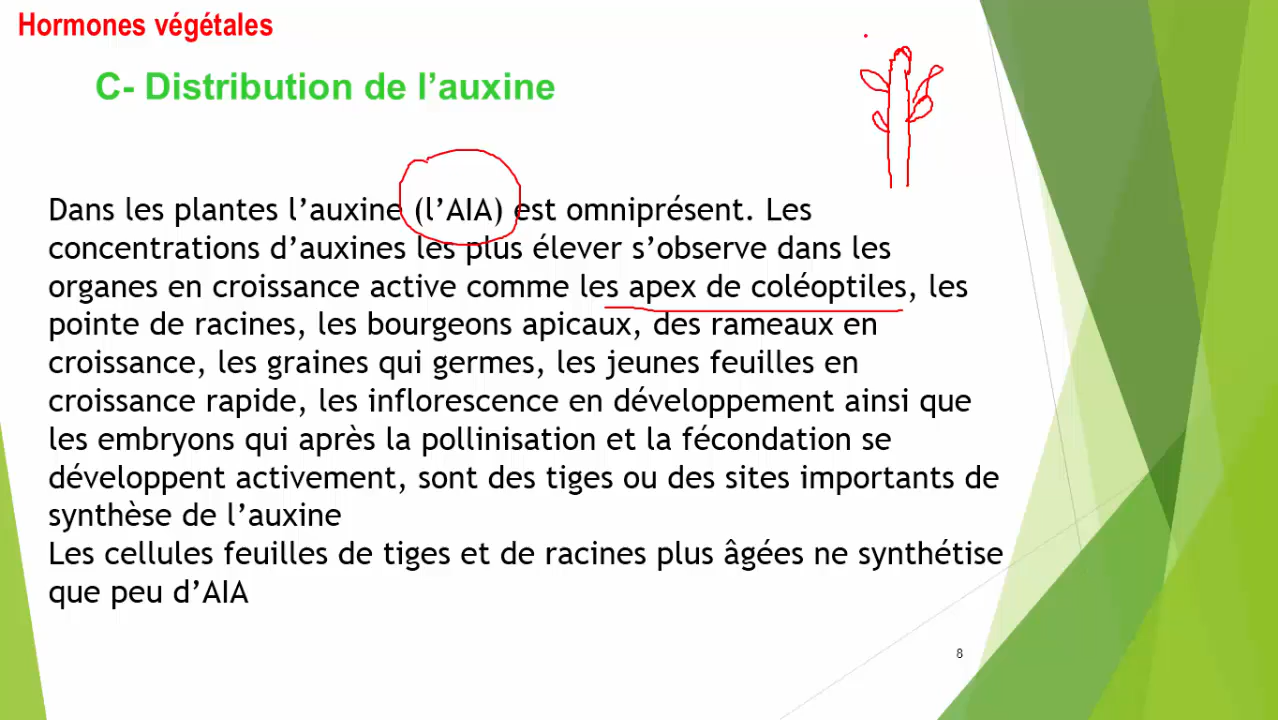 Hormones végétales
C- Distribution de l’auxine
Dans les plantes l’auxine (l’AIA) est omniprésent. Les
concentrations d’auxines les plus élever s’observe dans les
organes en croissance active comme les apex de coléoptiles, les
pointe de racines, les bourgeons apicaux, des rameaux en
croissance, les graines qui germes, les jeunes feuilles en
croissance rapide, les inflorescence en développement ainsi que
les embryons qui après la pollinisation et la fécondation se
développent activement, sont des tiges ou des sites importants de
synthèse de l’auxine
Les cellules feuilles de tiges et de racines plus âgées ne synthétise
que peu d’AIA
8